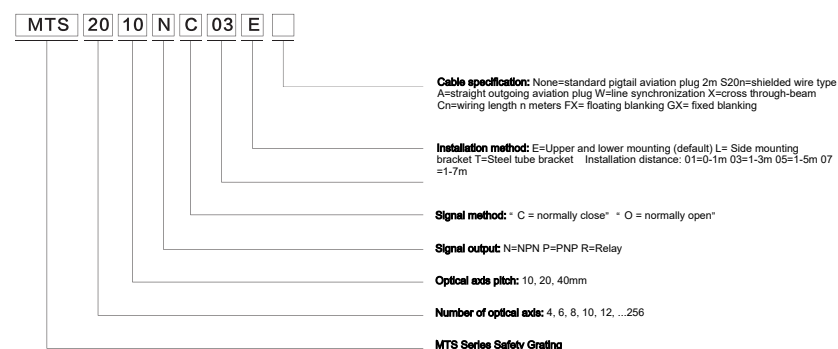 MTS 20 10 N C 03 E
Cable specification: None=standard pigtail aviation plug 2m S20n=shielded wire type
A=straight outgoing aviation plug W=line synchronization X=cross through-beam
Cn=wiring length n meters FX= floating blanking GX= fixed blanking
Installation method: E=Upper and lower mounting (default) L= Side mounting
bracket T=Steel tube bracket Installation distance: 01=0-1m 03=1-3m 05=1-5m 07
=1-7m
Signal method: “ C = normally close“ “ O = normally open“
Signal output: N=NPN P=PNP R=Relay
Optical axis pitch: 10, 20, 40mm
Number of optical axis: 4, 6, 8, 10, 12, ...256
MTS Series Safety Grating